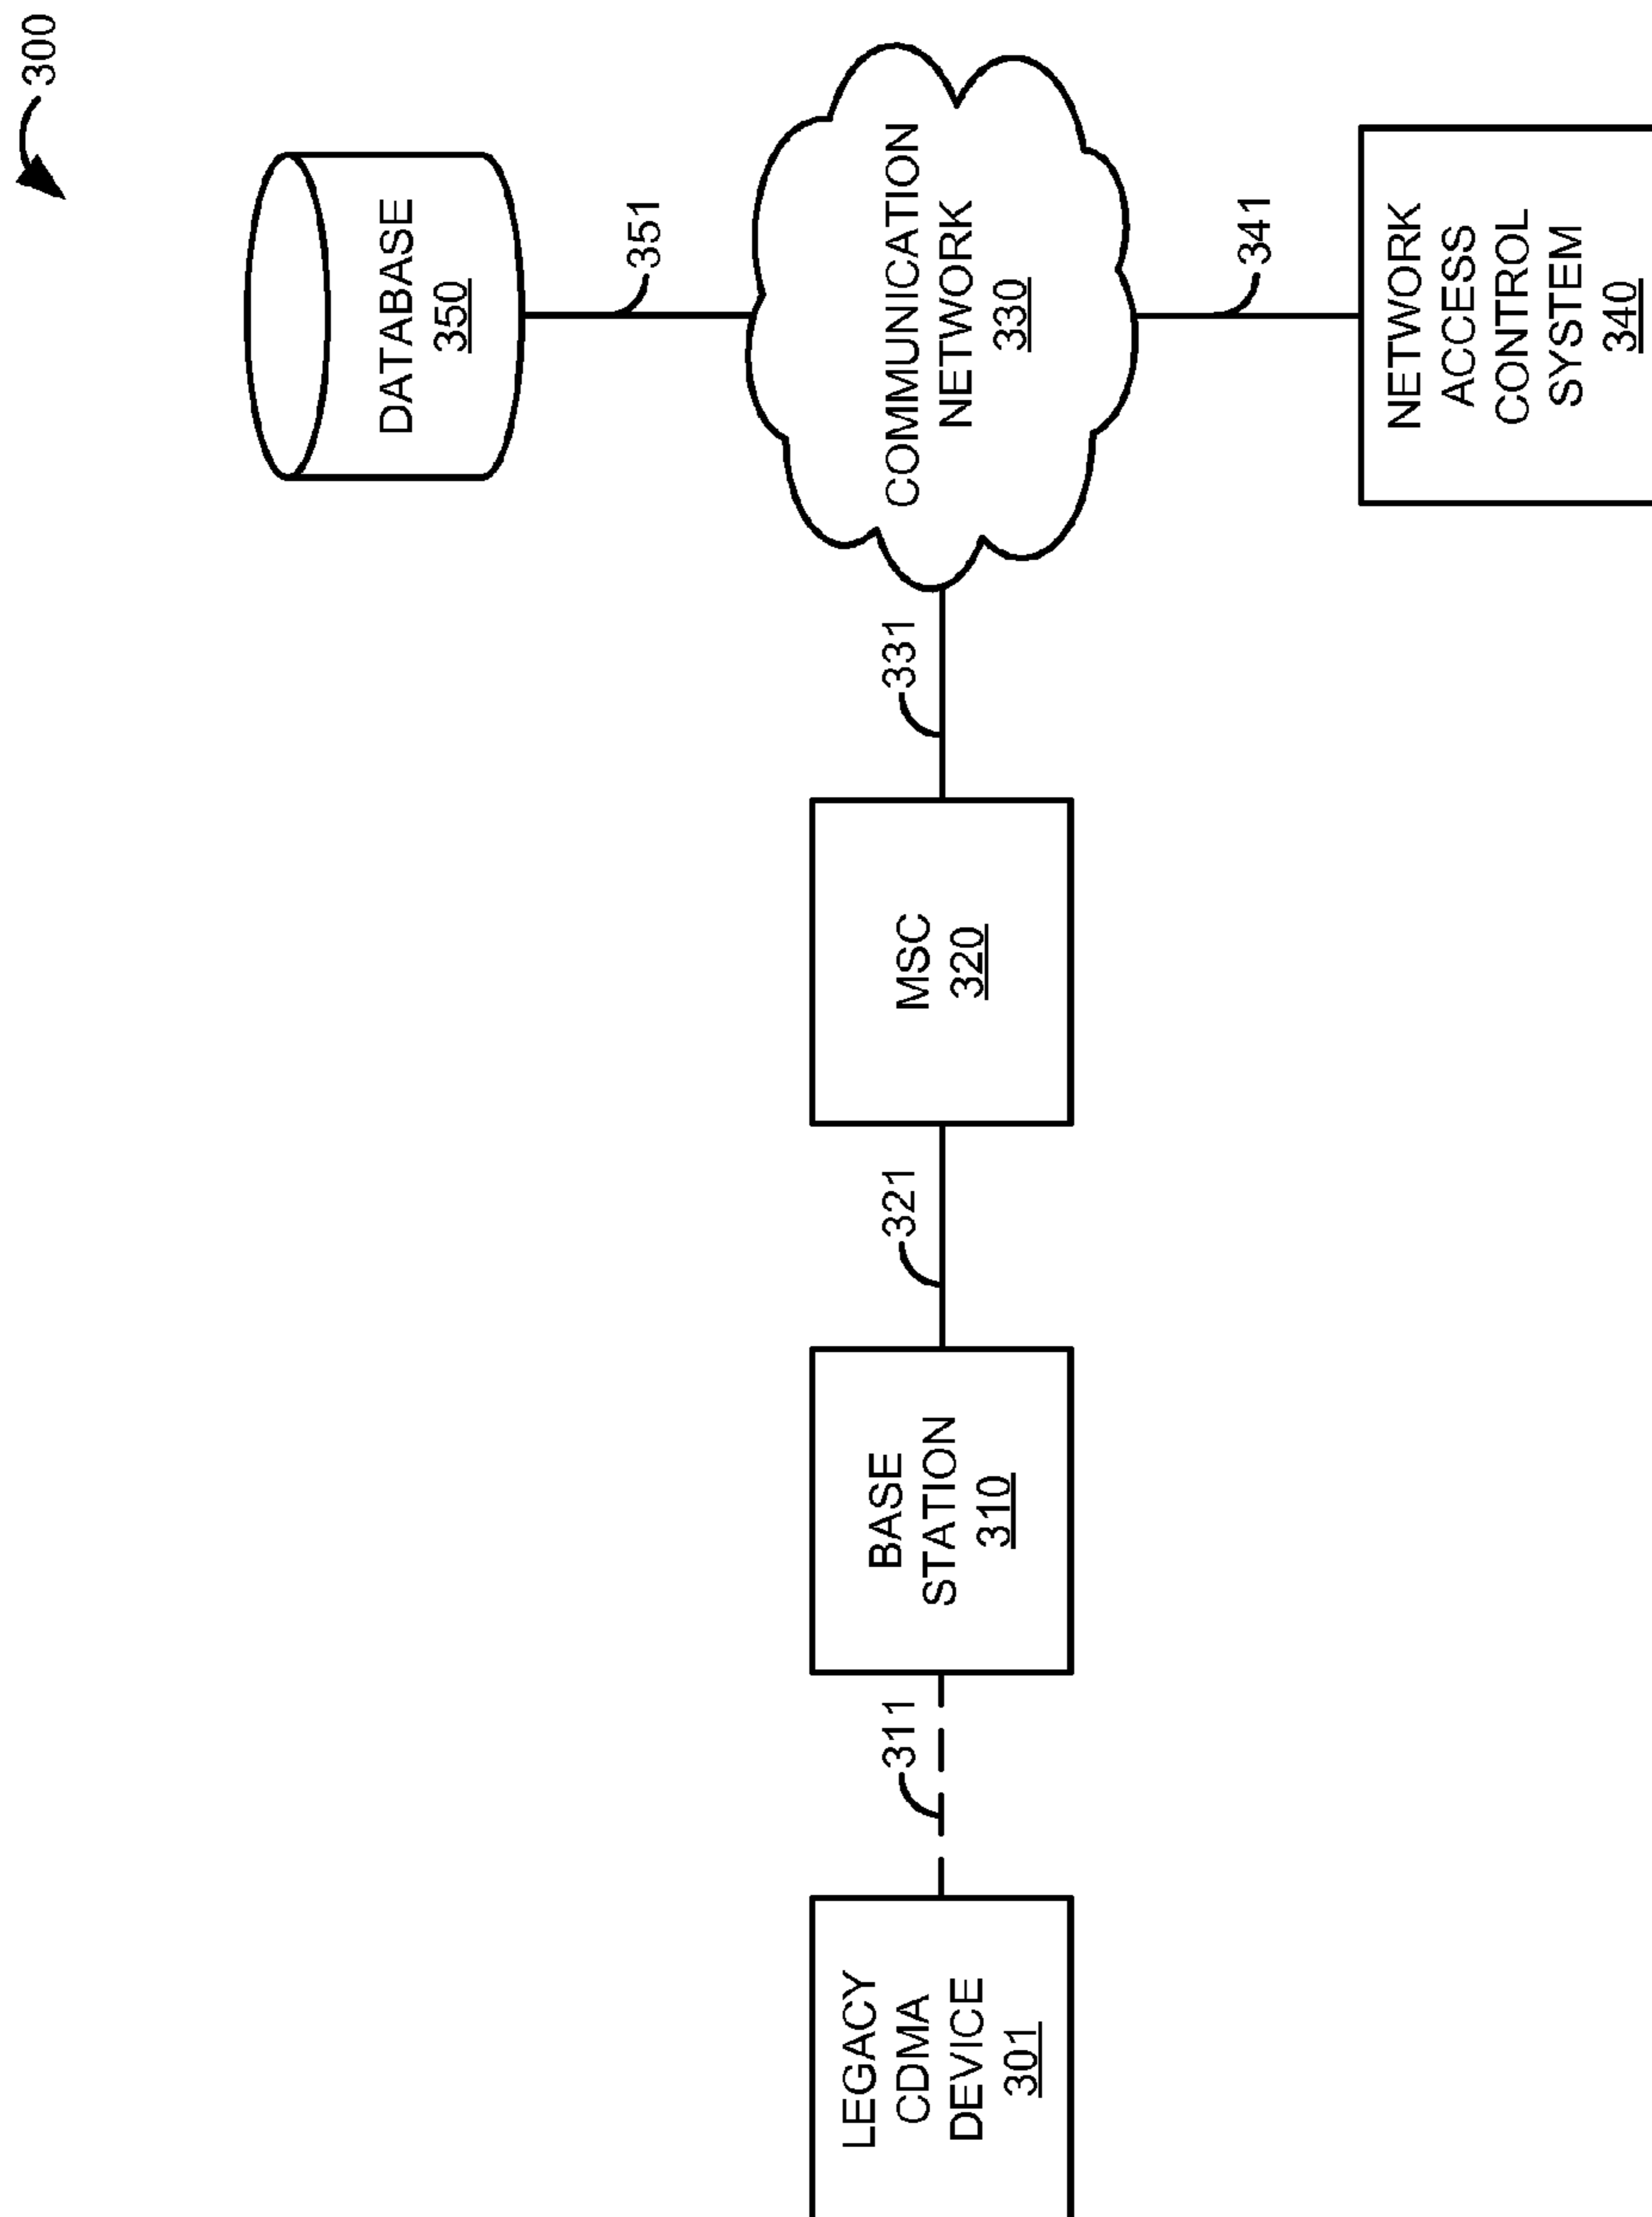 300
DATABASE
350
351
COMMUNICATION
NETWORK
330
341
NETWORK
ACCESS
CONTROL
SYSTEM
340
331
MSC
320
321
BASE
STATION
310
311
LEGACY
CDMA
DEVICE
301